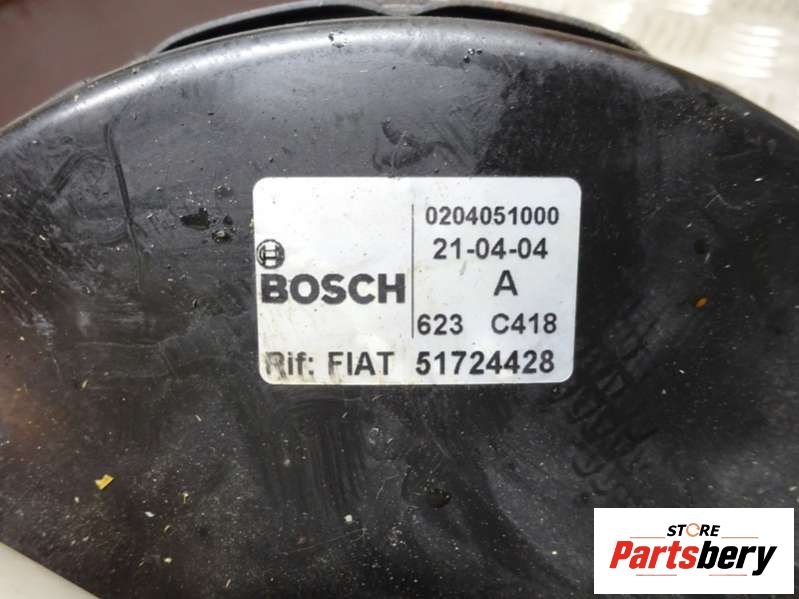 0204051000
21-04-04
BOSCH A
623 C418
Rif: FIAT 51724428
STORE
Partsbery